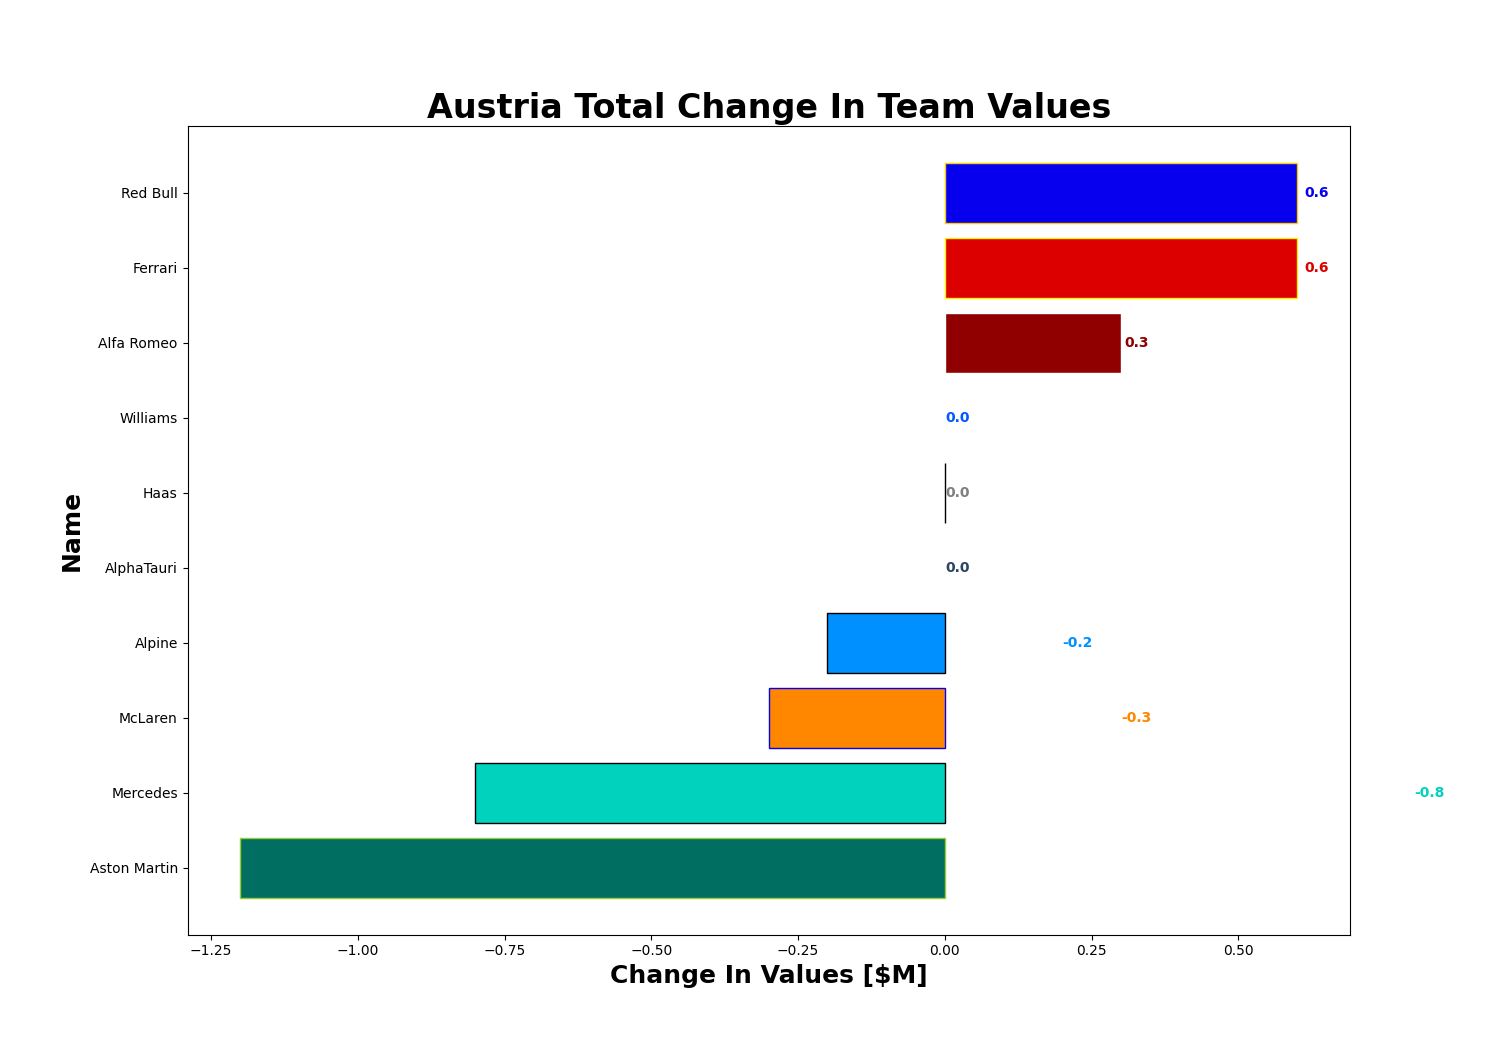 Austria Total Change In Team Values
Red Bull 0.6
Ferrari 0.6
Alfa Romeo 0.3
Williams 0.0
Haas 0.0
Name
AlphaTauri 0.0
Alpine -0.2
McLaren -0.3
Mercedes -0.8
Aston Martin
−1.25 −1.00 −0.75 −0.50 −0.25 0.00 0.25 0.50
Change In Values [$M]